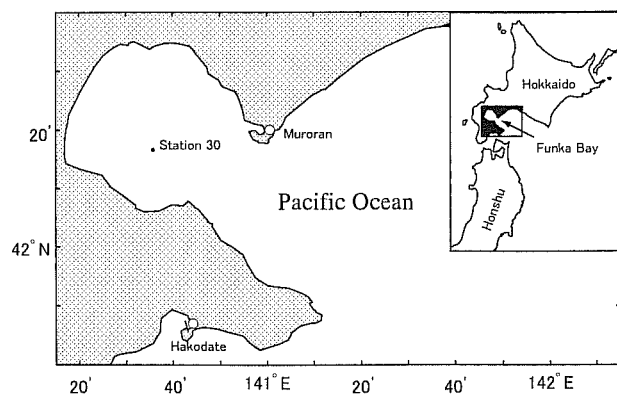 Hokkaido
Funka Bay
Honshu
20'
Muroran
Station 30
Pacific Ocean
42°N
Hakodate
20' 40' 141°E 20' 40' 142°E